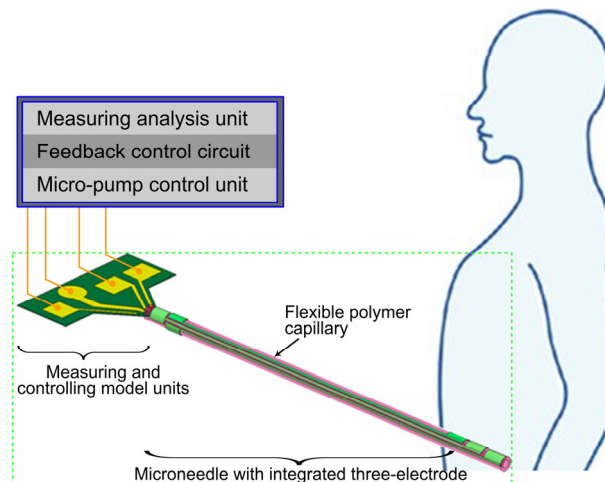 Measuring analysis unit
Feedback control circuit
Micro-pump control unit
Flexible polymer
capillary
Measuring and
controlling model units
Microneedle with integrated three-electrode